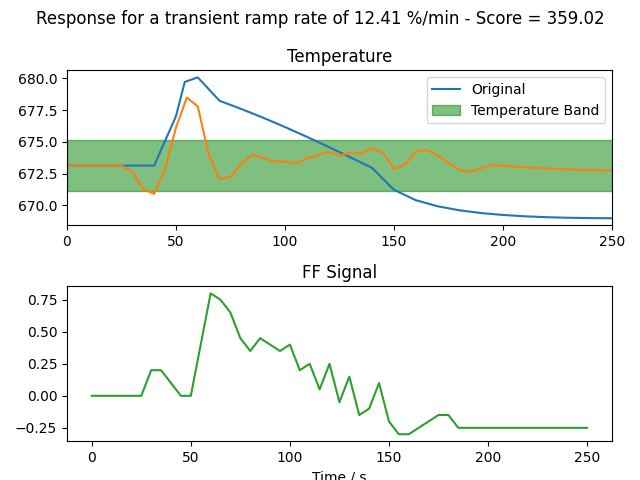 Response for a transient ramp rate of 12.41 %/min - Score = 359.02
Temperature
680.0
677.5
675.0
672.5
670.0
Original
Temperature Band
0 50 100 150 200 250
FF Signal
0.75
0.50
0.25
0.00
−0.25
0 50 100 150 200 250
Time / s